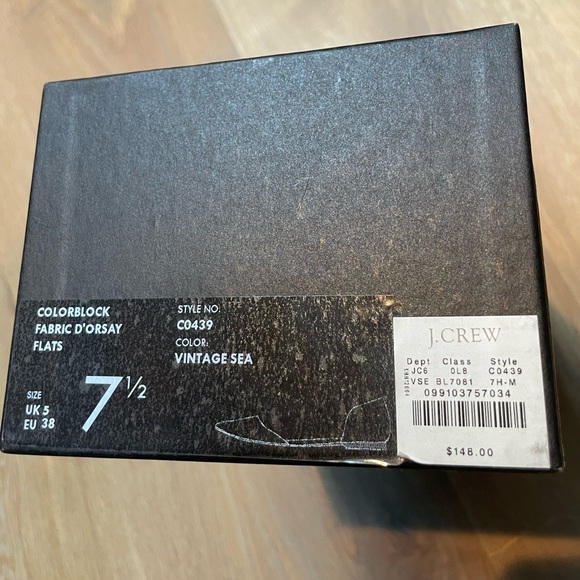 COLORBLOCK
FABRIC D'ORSAY
FLATS
SIZE
UK 5
EU 38
7 1/2
STYLE NO:
C0439
COLOR:
VINTAGE SEA
J.CREW
Dept Class Style
JC6 0L8 C0439
VSE BL7081 7H-M
099103757034
$148.00